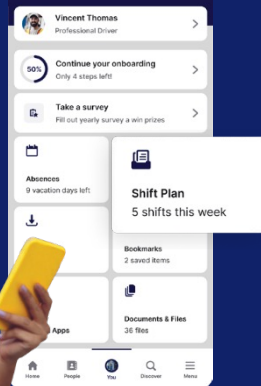 Vincent Thomas
Professional Driver
50%
Continue your onboarding
Only 4 steps left!
Take a survey
Fill out yearly survey a win prizes
Absences
9 vacation days left
Shift Plan
5 shifts this week
Bookmarks
2 saved items
Apps
Documents & Files
36 files
Home
People
You
Discover
Menu